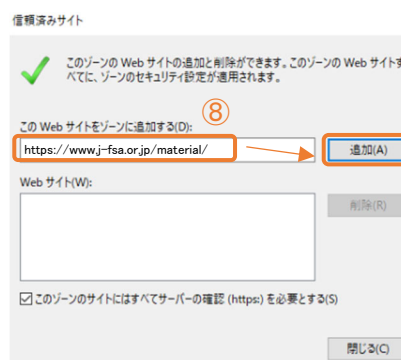 信頼済みサイト
このゾーンの Web サイトの追加と削除ができます。このゾーンの Web サイトす
べてに、ゾーンのセキュリティ設定が適用されます。
⑧
この Web サイトをゾーンに追加する(D):
https://www.j-fsa.or.jp/material/
追加(A)
Web サイト(W):
削除(R)
このゾーンのサイトにはすべてサーバーの確認 (https:) を必要とする(S)
閉じる(C)